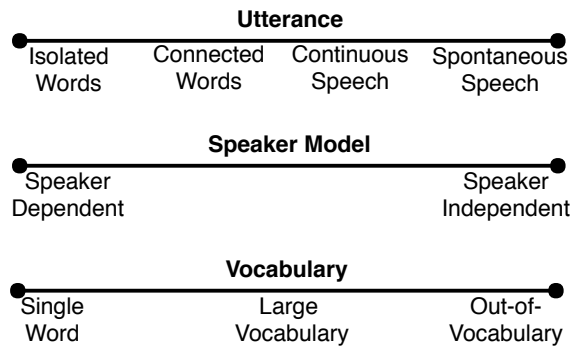 Utterance
Isolated Connected Continuous Spontaneous
Words Words Speech Speech
Speaker Model
Speaker Speaker
Dependent Independent
Vocabulary
Single Large Out-of-
Word Vocabulary Vocabulary